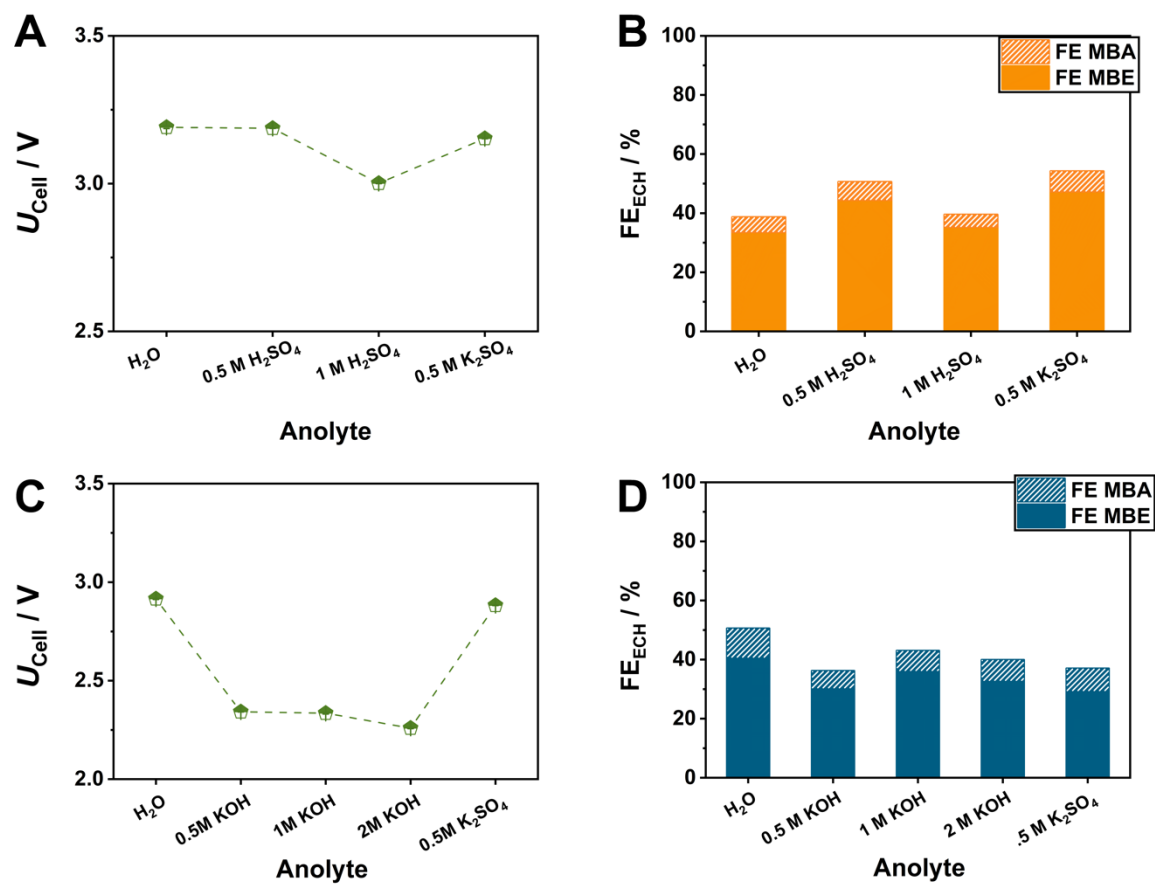 A
3.5
3.0
2.5
U_Cell / V
H₂O
0.5 M H₂SO₄
1 M H₂SO₄
0.5 M K₂SO₄
Anolyte
B
100
80
60
40
20
0
FE_ECH / %
FE MBA
FE MBE
H₂O
0.5 M H₂SO₄
1 M H₂SO₄
0.5 M K₂SO₄
Anolyte
C
3.5
3.0
2.5
2.0
U_Cell / V
H₂O
0.5M KOH
1M KOH
2M KOH
0.5M K₂SO₄
Anolyte
D
100
80
60
40
20
0
FE_ECH / %
FE MBA
FE MBE
H₂O
0.5 M KOH
1 M KOH
2 M KOH
.5 M K₂SO₄
Anolyte